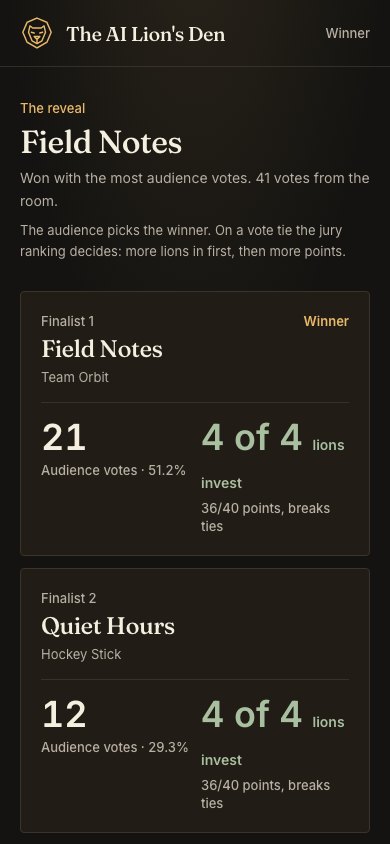 The AI Lion's Den
Winner
The reveal
Field Notes
Won with the most audience votes. 41 votes from the
room.
The audience picks the winner. On a vote tie the jury
ranking decides: more lions in first, then more points.
Finalist 1
Winner
Field Notes
Team Orbit
21
Audience votes · 51.2%
4 of 4 lions
invest
36/40 points, breaks
ties
Finalist 2
Quiet Hours
Hockey Stick
12
Audience votes · 29.3%
4 of 4 lions
invest
36/40 points, breaks
ties